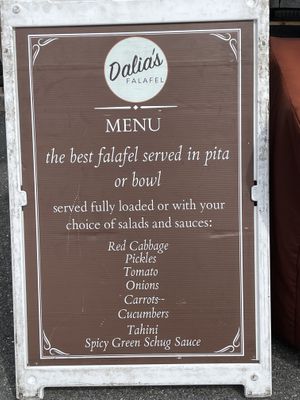 Dalia's
FALAFEL
MENU
the best falafel served in pita
or bowl
served fully loaded or with your
choice of salads and sauces:
Red Cabbage
Pickles
Tomato
Onions
Carrots--
Cucumbers
Tahini
Spicy Green Schug Sauce